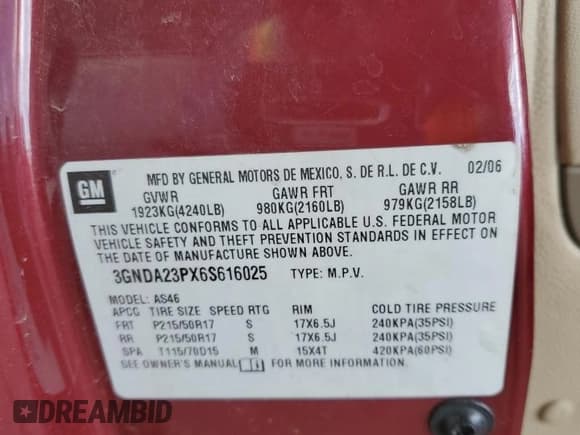 GM
MFD BY GENERAL MOTORS DE MEXICO, S. DE R.L. DE C.V. 02/06
GVWR GAWR FRT GAWR RR
1923KG(4240LB) 980KG(2160LB) 979KG(2158LB)
THIS VEHICLE CONFORMS TO ALL APPLICABLE U.S. FEDERAL MOTOR
VEHICLE SAFETY AND THEFT PREVENTION STANDARDS IN EFFECT ON
THE DATE OF MANUFACTURE SHOWN ABOVE.
3GNDA23PX6S616025 TYPE: M.P.V.
MODEL: AS46
APCG TIRE SIZE SPEED RTG RIM COLD TIRE PRESSURE
FRT P215/50R17 S 17X6.5J 240KPA(35PSI)
RR P215/50R17 S 17X6.5J 240KPA(35PSI)
SPA T115/70D15 M 15X4T 420KPA(60PSI)
SEE OWNER'S MANUAL FOR MORE INFORMATION
DREAMBID